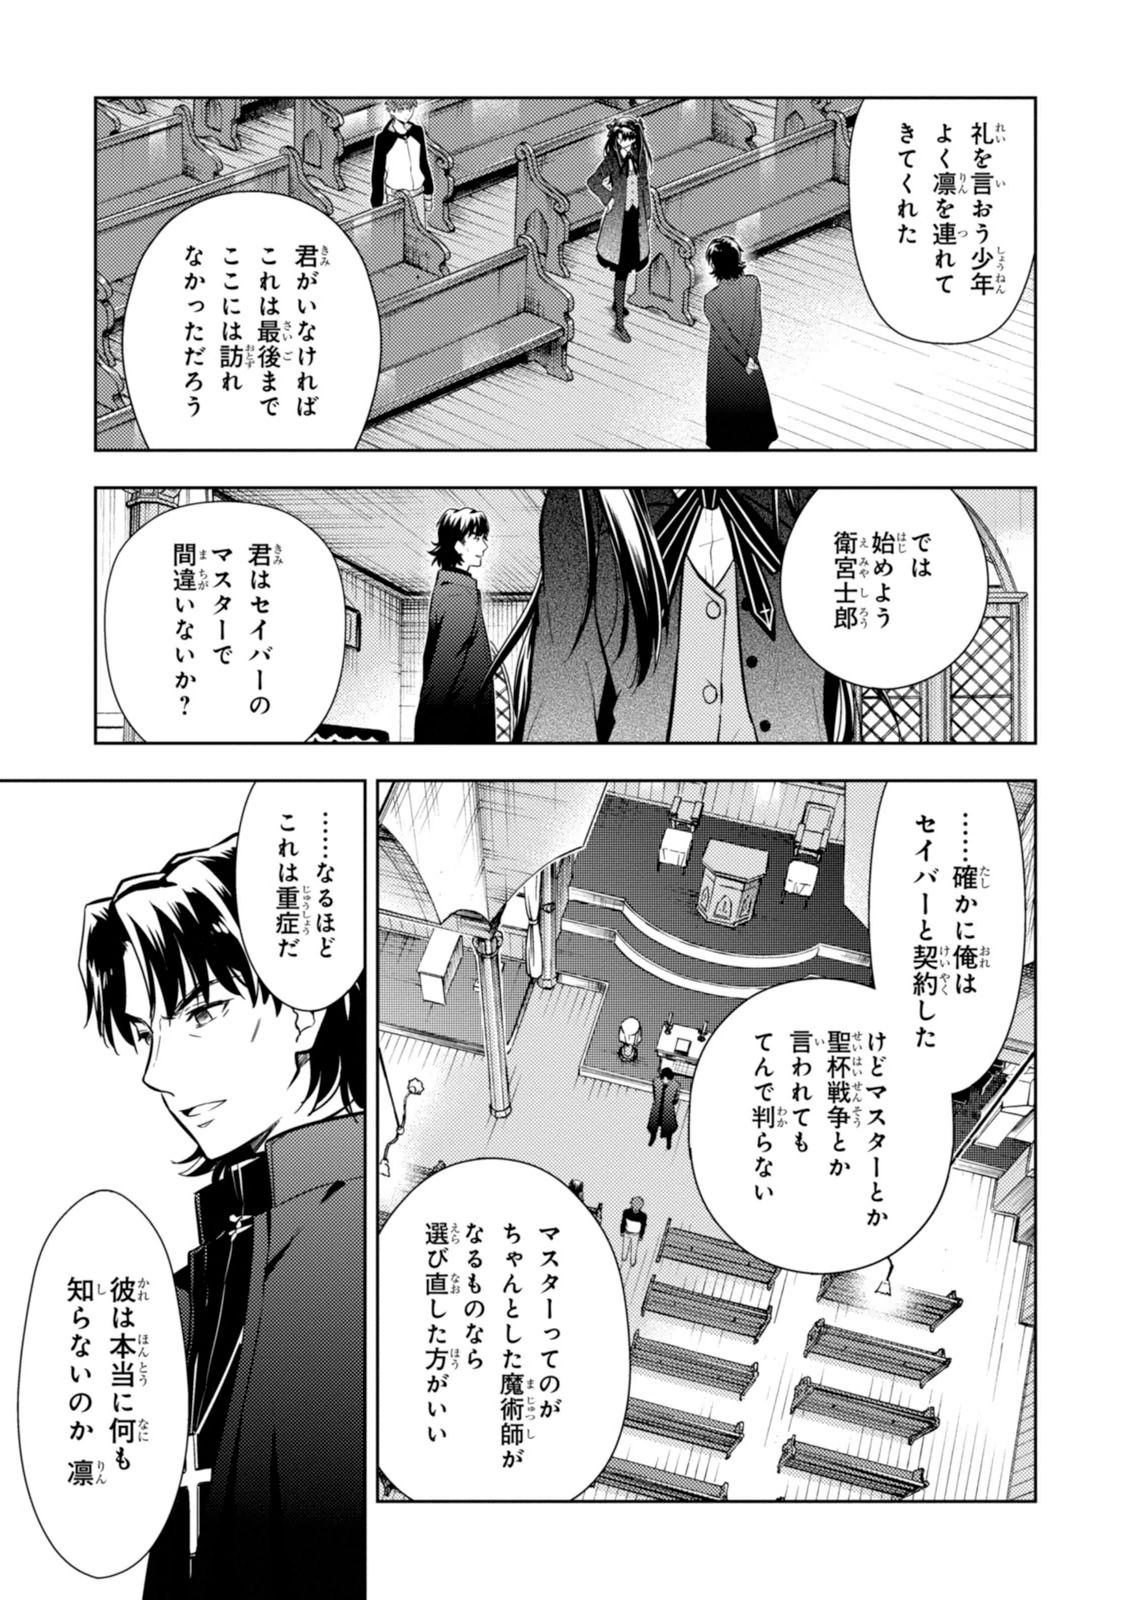 礼を言おう少年
よく凛を連れて
きてくれた
君がいなければ
これは最後まで
ここには訪れ
なかっただろう
では
始めよう
衛宮士郎
君はセイバーの
マスターで
間違いないか?
……確かに俺は
セイバーと契約した
けどマスターとか
聖杯戦争とか
言われても
てんで判らない
マスターってのが
ちゃんとした魔術師が
なるものなら
選び直した方がいい
……なるほど
これは重症だ
彼は本当に何も
知らないのか 凛